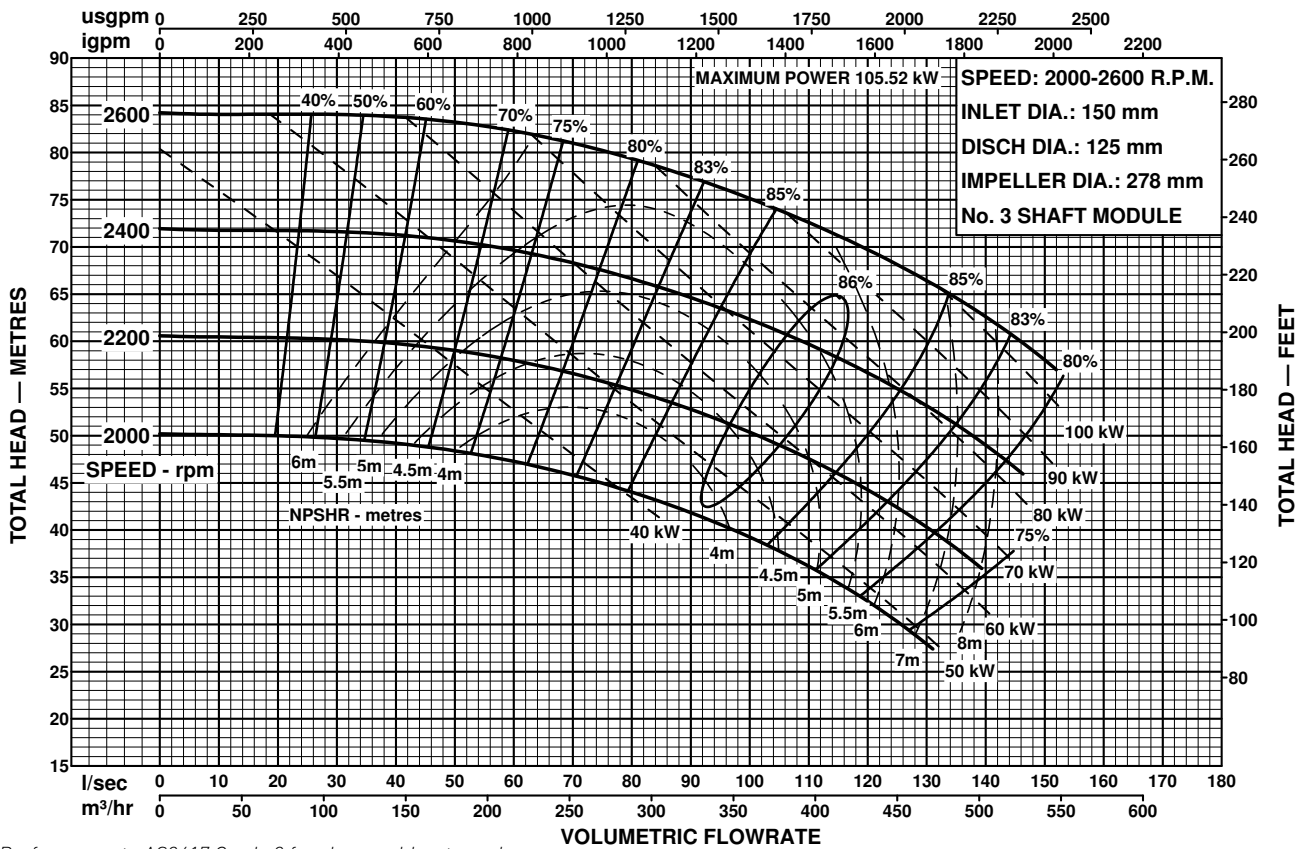 usgpm 0 250 500 750 1000 1250 1500 1750 2000 2250 2500
igpm 0 200 400 600 800 1000 1200 1400 1600 1800 2000 2200
MAXIMUM POWER 105.52 kW
SPEED: 2000-2600 R.P.M.
INLET DIA.: 150 mm
DISCH DIA.: 125 mm
IMPELLER DIA.: 278 mm
No. 3 SHAFT MODULE
TOTAL HEAD — METRES
90
85
80
75
70
65
60
55
50
45
40
35
30
25
20
15
2600
2400
2200
2000
SPEED - rpm
40% 50% 60% 70% 75% 80% 83% 85%
86%
85%
83%
80%
75%
6m
5.5m
5m
4.5m
4m
NPSHR - metres
40 kW
4m
4.5m
5m
5.5m
6m
7m
8m
100 kW
90 kW
80 kW
70 kW
60 kW
50 kW
280
260
240
220
200
180
160
140
120
100
80
TOTAL HEAD — FEET
l/sec 0 10 20 30 40 50 60 70 80 90 100 110 120 130 140 150 160 170 180
m³/hr 0 50 100 150 200 250 300 350 400 450 500 550 600
VOLUMETRIC FLOWRATE